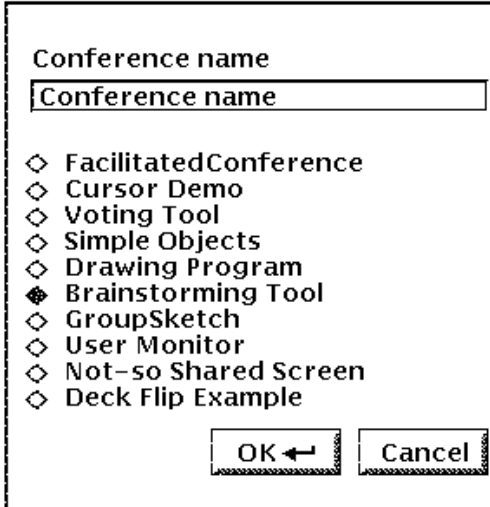 Conference name
Conference name
FacilitatedConference
Cursor Demo
Voting Tool
Simple Objects
Drawing Program
Brainstorming Tool
GroupSketch
User Monitor
Not-so Shared Screen
Deck Flip Example
OK Cancel